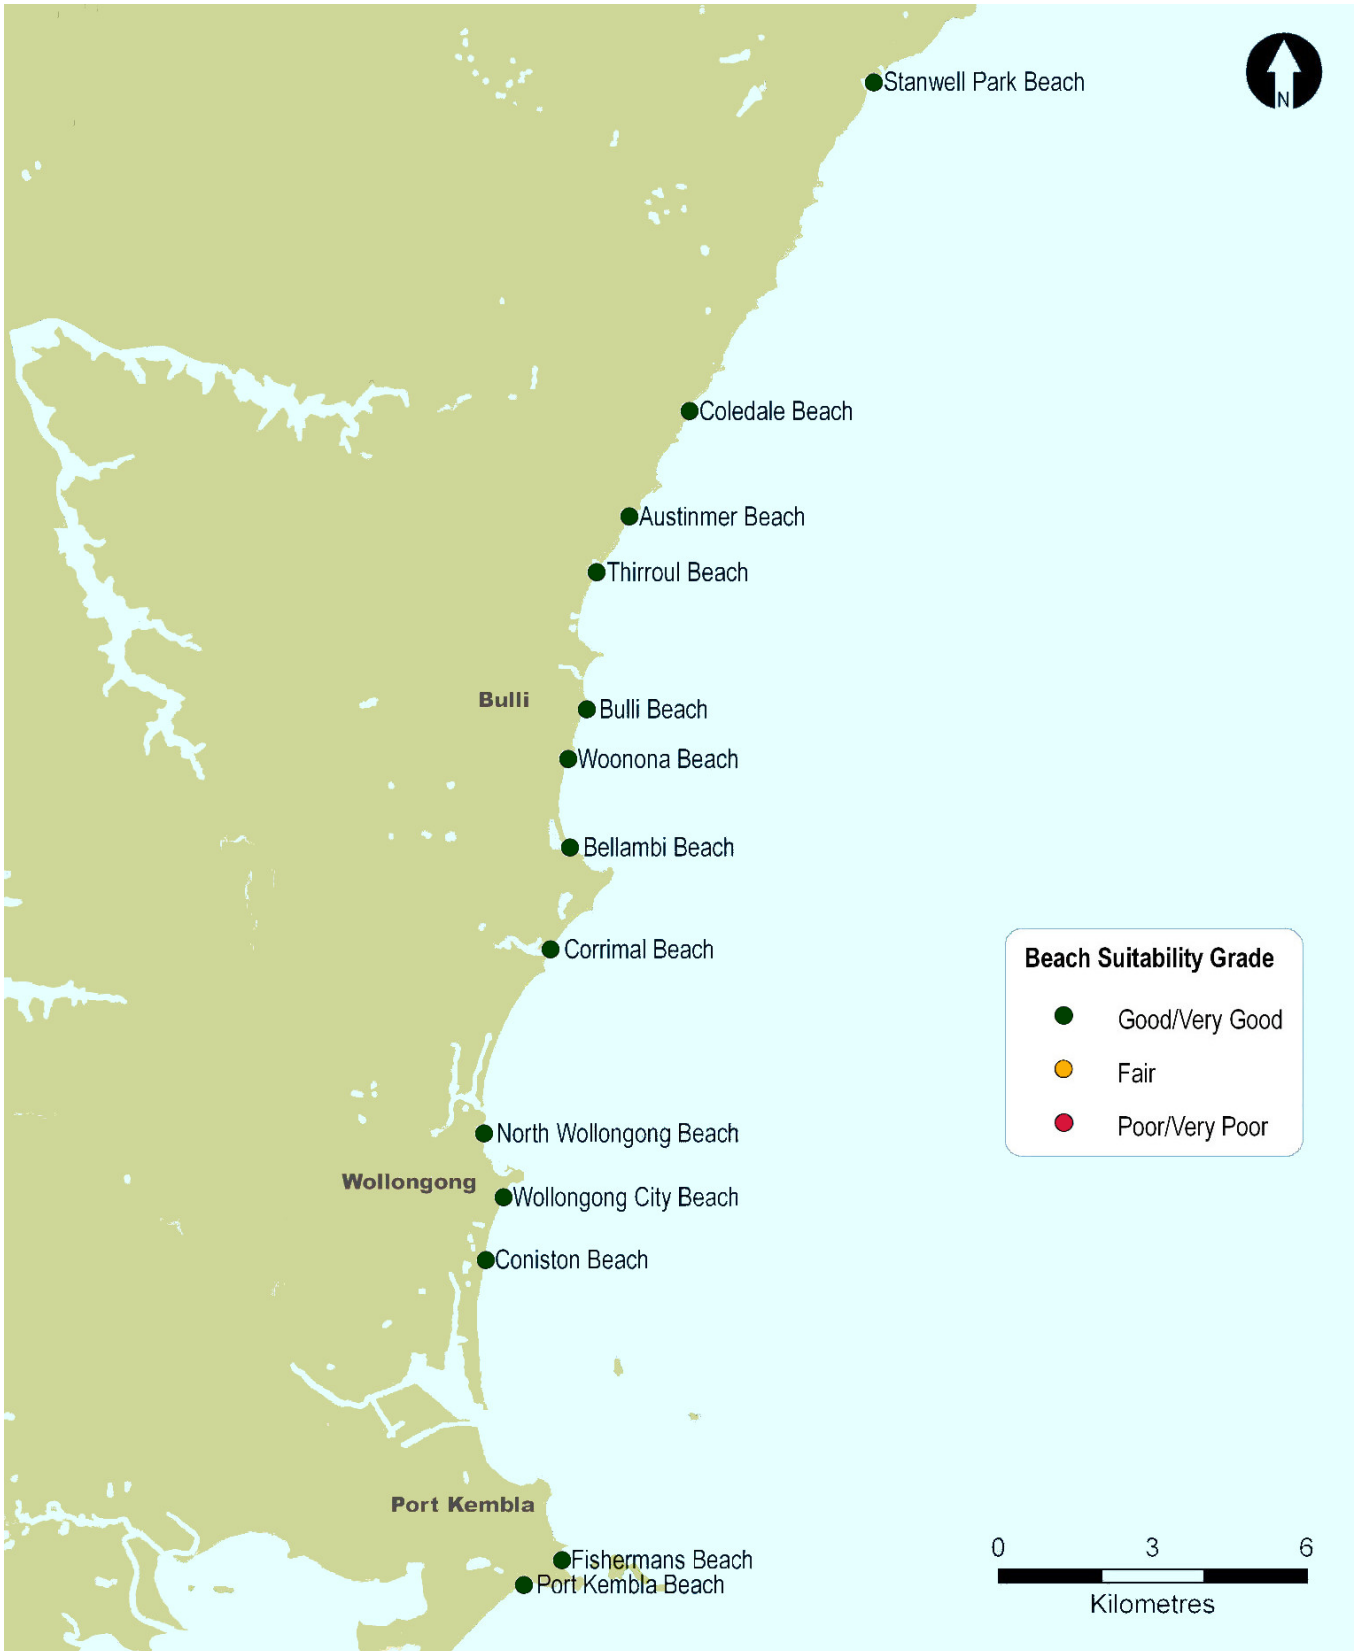 Stanwell Park Beach
N
Coledale Beach
Austinmer Beach
Thirroul Beach
Bulli
Bulli Beach
Woonona Beach
Bellambi Beach
Corrimal Beach
Beach Suitability Grade
Good/Very Good
Fair
Poor/Very Poor
North Wollongong Beach
Wollongong
Wollongong City Beach
Coniston Beach
Port Kembla
Fishermans Beach
Port Kembla Beach
0 3 6
Kilometres